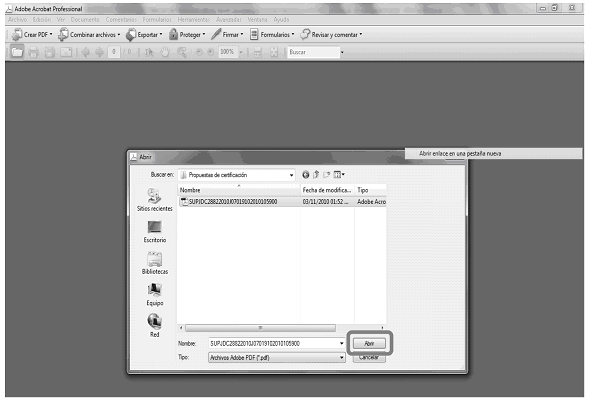 Adobe Acrobat Professional
Archivo Edición Ver Documento Comentarios Formularios Herramientas Avanzadas Ventana Ayuda
Crear PDF Combinar archivos Exportar Proteger Firmar Formularios Revisar y comentar
100% Buscar
Abrir enlace en una pestaña nueva
Abrir
Buscar en: Propuestas de certificación
Nombre Fecha de modifica... Tipo
SUPJDC28822010J07019102010105900 03/11/2010 01:52 ... Adobe Acro
Sitios recientes
Escritorio
Bibliotecas
Equipo
Red
Nombre: SUPJDC28822010J07019102010105900 Abrir
Tipo: Archivos Adobe PDF (*.pdf) Cancelar